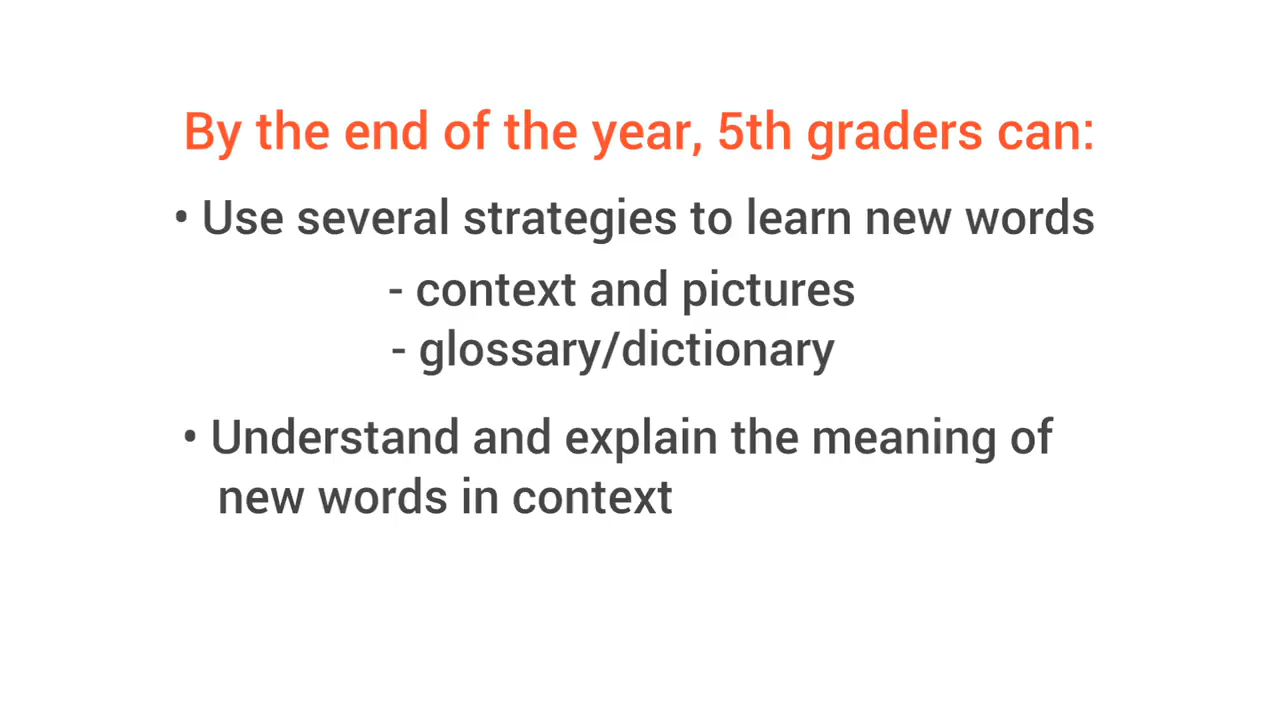 By the end of the year, 5th graders can:
• Use several strategies to learn new words
- context and pictures
- glossary/dictionary
• Understand and explain the meaning of
new words in context